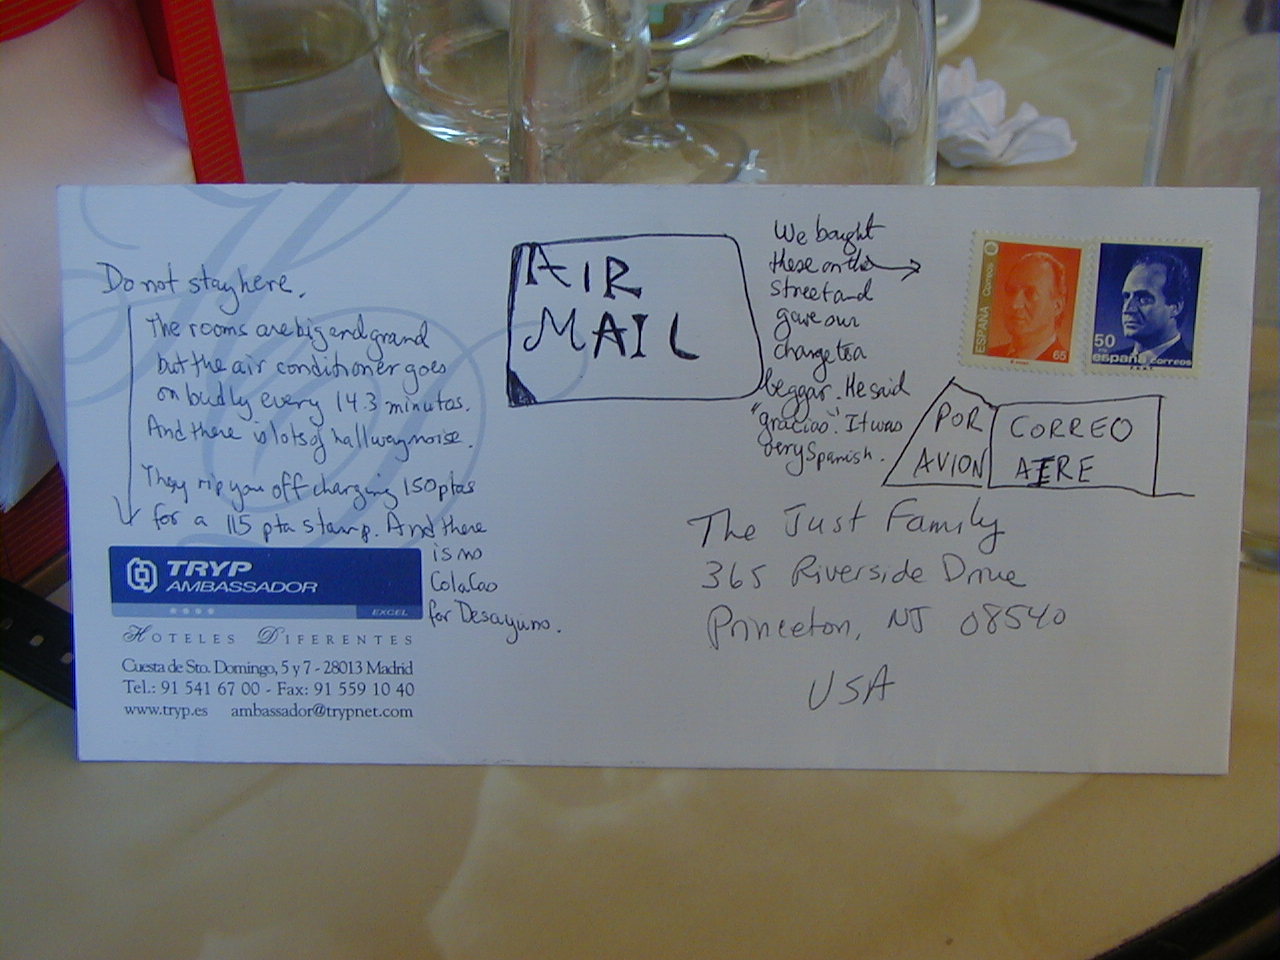 Do not stay here.
The rooms are big and grand
but the air conditioner goes
on loudly every 14.3 minutes.
And there is lots of hallway noise.
They rip you off charging 150 ptas
for a 115 pta stamp. And there
is no
ColaCao
for Desayuno.
TRYP
AMBASSADOR
EXCEL
HOTELES DIFERENTES
Cuesta de Sto. Domingo, 5 y 7 - 28013 Madrid
Tel.: 91 541 67 00 - Fax: 91 559 10 40
www.tryp.es ambassador@trypnet.com
AIR
MAIL
We bought
these on the
street and
gave our
change to a
beggar. He said
"gracias". It was
very Spanish.
Correos
ESPAÑA
65
50
PTA
españa correos
POR
AVION
CORREO
AERE
The Just Family
365 Riverside Drive
Princeton, NJ 08540
USA